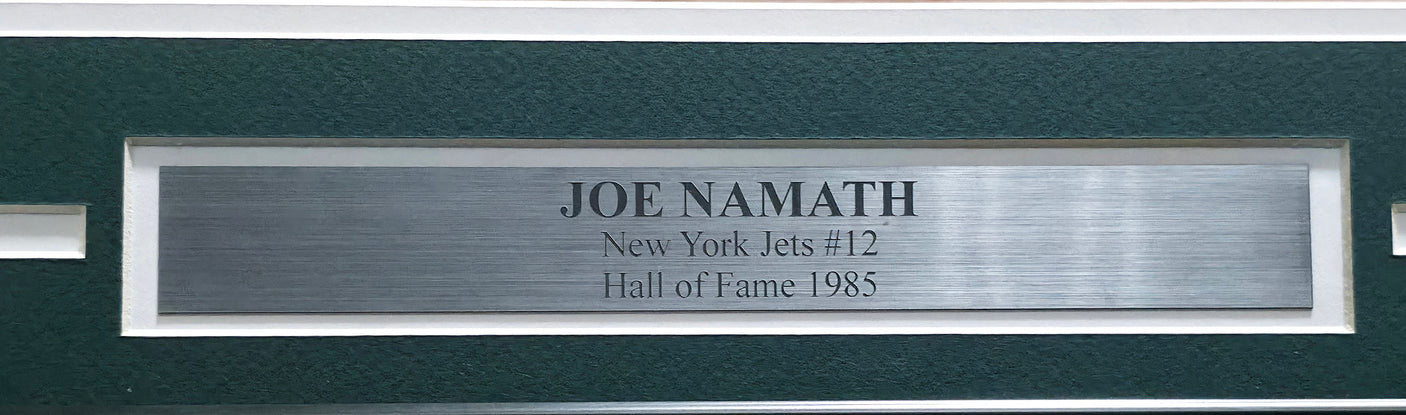 JOE NAMATH
New York Jets #12
Hall of Fame 1985